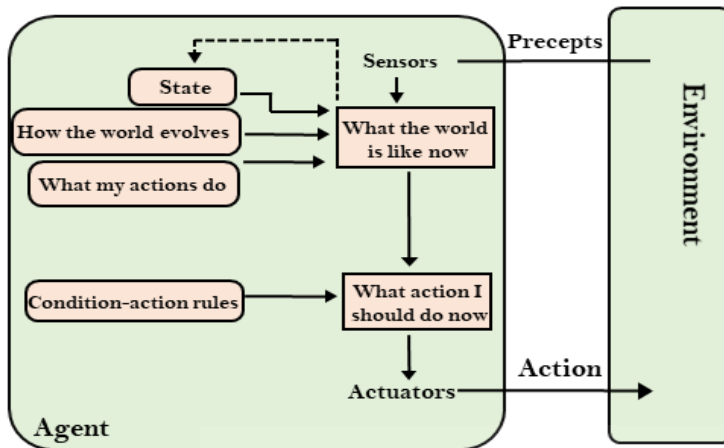 Precepts
Sensors
State
How the world evolves
What the world
is like now
What my actions do
Environment
Condition-action rules
What action I
should do now
Action
Actuators
Agent